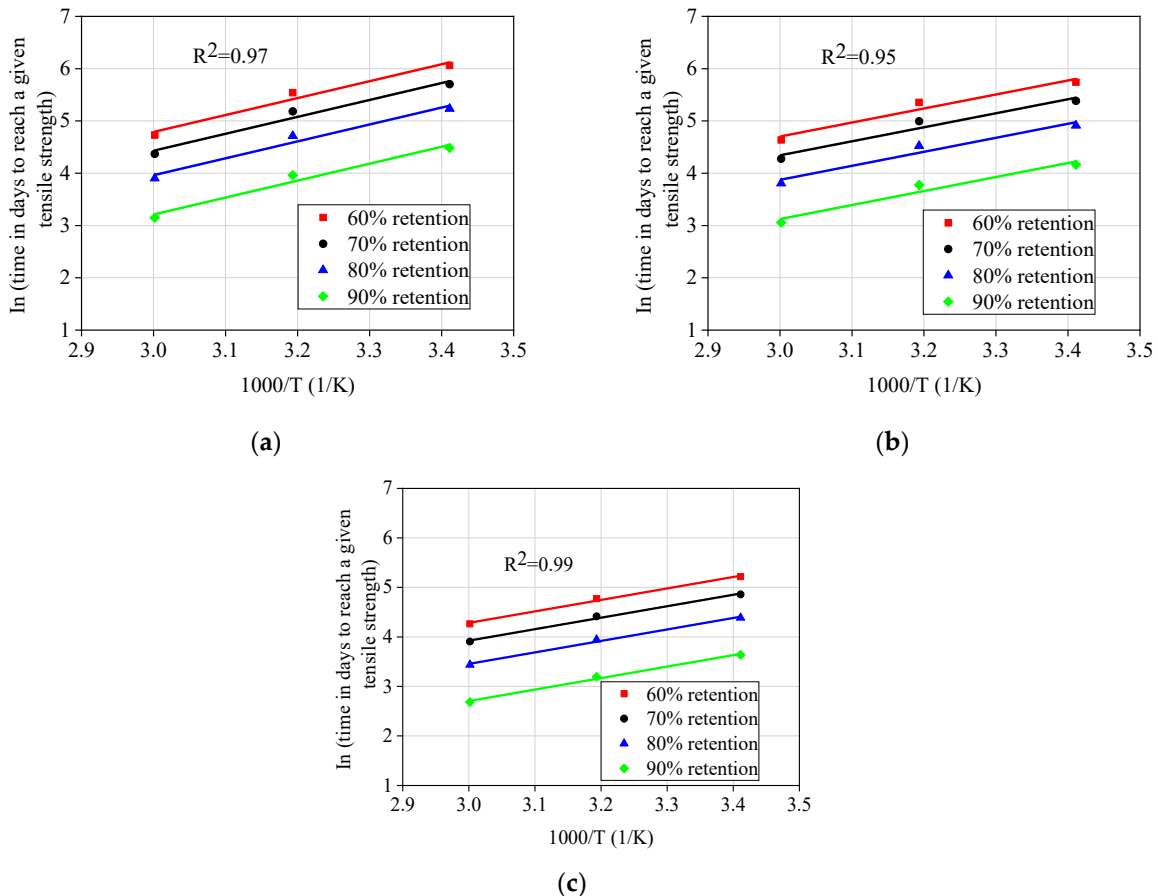 7
6
5
4
3
2
1
R2=0.97
ln (time in days to reach a given
tensile strength)
60% retention
70% retention
80% retention
90% retention
2.9 3.0 3.1 3.2 3.3 3.4 3.5
1000/T (1/K)
(a)
7
6
5
4
3
2
1
R2=0.95
ln (time in days to reach a given
tensile strength)
60% retention
70% retention
80% retention
90% retention
2.9 3.0 3.1 3.2 3.3 3.4 3.5
1000/T (1/K)
(b)
7
6
5
4
3
2
1
R2=0.99
ln (time in days to reach a given
tensile strength)
60% retention
70% retention
80% retention
90% retention
2.9 3.0 3.1 3.2 3.3 3.4 3.5
1000/T (1/K)
(c)